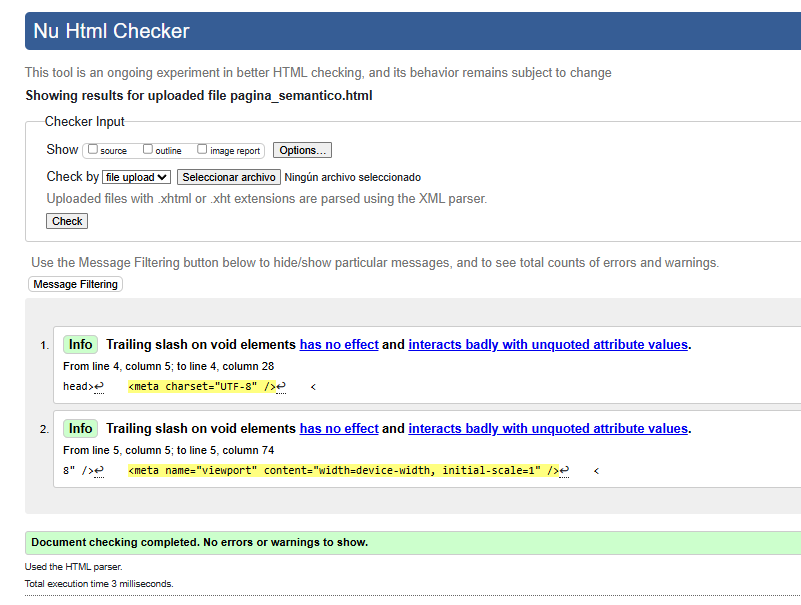 Nu Html Checker
This tool is an ongoing experiment in better HTML checking, and its behavior remains subject to change
Showing results for uploaded file pagina_semantico.html
Checker Input
Show source outline image report Options...
Check by file upload Seleccionar archivo Ningún archivo seleccionado
Uploaded files with .xhtml or .xht extensions are parsed using the XML parser.
Check
Use the Message Filtering button below to hide/show particular messages, and to see total counts of errors and warnings.
Message Filtering
1. Info Trailing slash on void elements has no effect and interacts badly with unquoted attribute values.
From line 4, column 5; to line 4, column 28
head>↩ <meta charset="UTF-8" />↩ <
2. Info Trailing slash on void elements has no effect and interacts badly with unquoted attribute values.
From line 5, column 5; to line 5, column 74
8" />↩ <meta name="viewport" content="width=device-width, initial-scale=1" />↩ <
Document checking completed. No errors or warnings to show.
Used the HTML parser.
Total execution time 3 milliseconds.